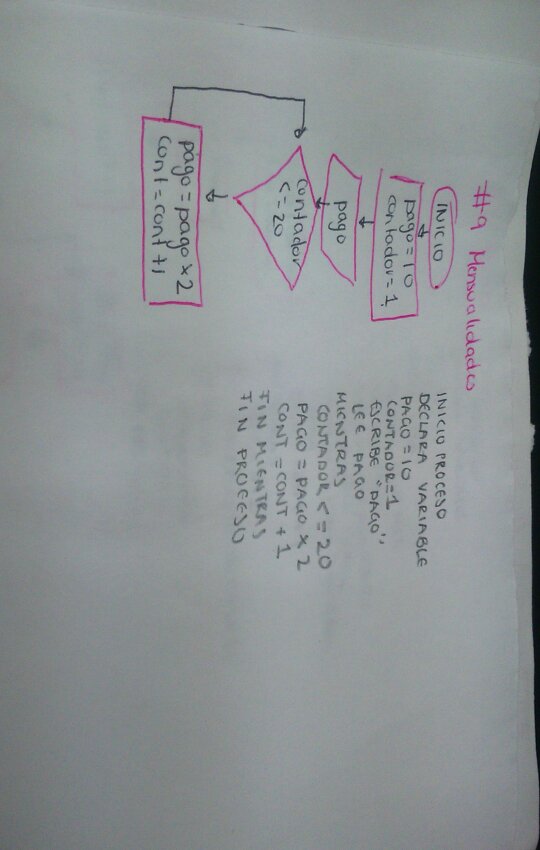 #9 Mensualidades
INICIO
pago=10
contador=1
pago
contador
<=20
pago=pago x2
cont=cont+1
INICIO PROCESO
DECLARA VARIABLE
PAGO=10
CONTADOR=1
ESCRIBE "PAGO"
LEE PAGO
MIENTRAS
CONTADOR <=20
PAGO = PAGO x 2
CONT = CONT + 1
FIN MIENTRAS
FIN PROCESO